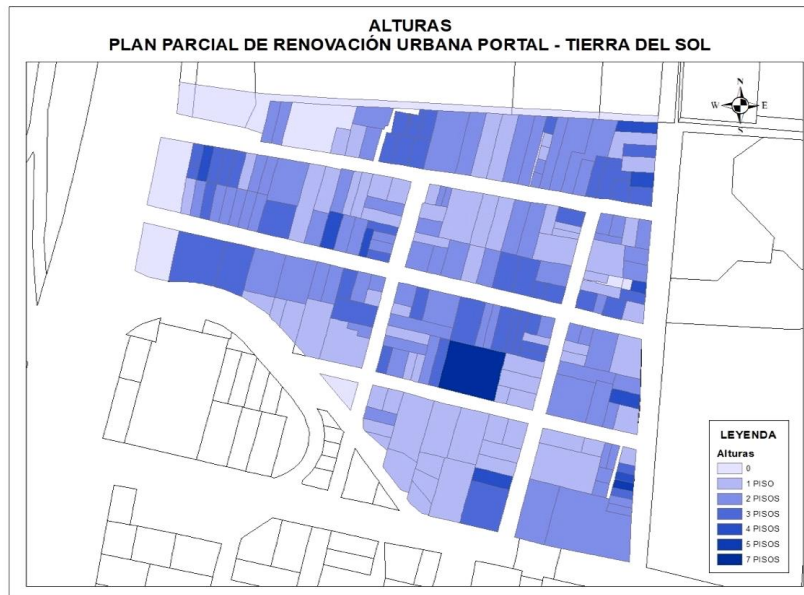 ALTURAS
PLAN PARCIAL DE RENOVACIÓN URBANA PORTAL - TIERRA DEL SOL
N
W E
S
LEYENDA
Alturas
0
1 PISO
2 PISOS
3 PISOS
4 PISOS
5 PISOS
7 PISOS